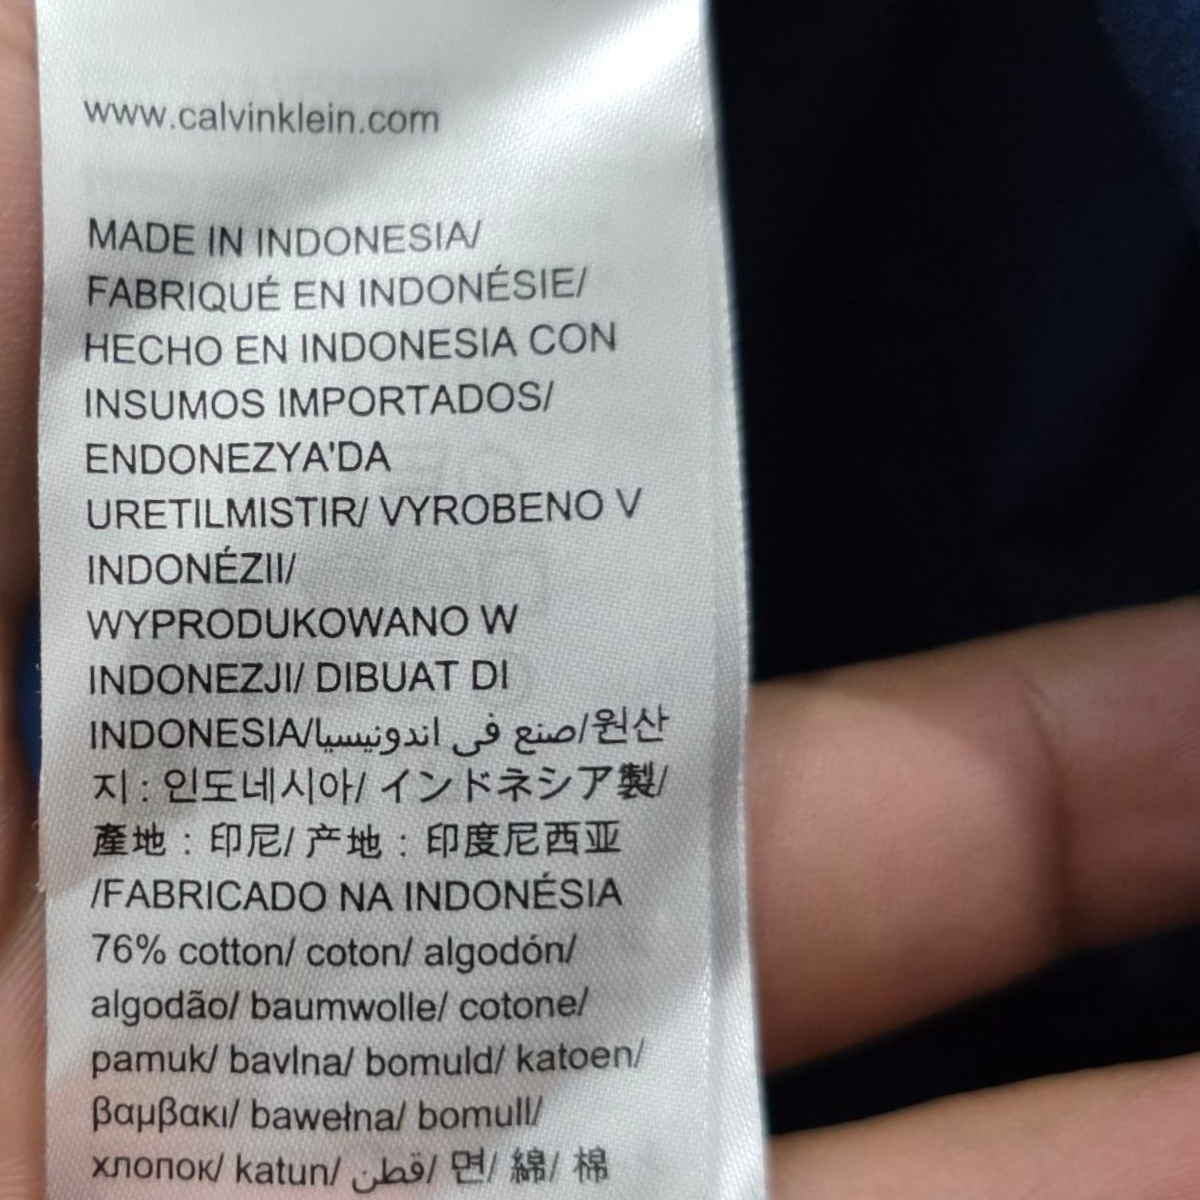 www.calvinklein.com
MADE IN INDONESIA/
FABRIQUÉ EN INDONÉSIE/
HECHO EN INDONESIA CON
INSUMOS IMPORTADOS/
ENDONEZYA'DA
URETILMISTIR/ VYROBENO V
INDONÉZII/
WYPRODUKOWANO W
INDONEZJI/ DIBUAT DI
INDONESIA/صنع في اندونيسيا/원산
지 : 인도네시아/ インドネシア製/
產地 : 印尼/ 产地 : 印度尼西亚
/FABRICADO NA INDONÉSIA
76% cotton/ coton/ algodón/
algodão/ baumwolle/ cotone/
pamuk/ bavlna/ bomuld/ katoen/
βαμβακι/ bawełna/ bomull/
хлопок/ katun/ قطن/ 면/ 綿/ 棉